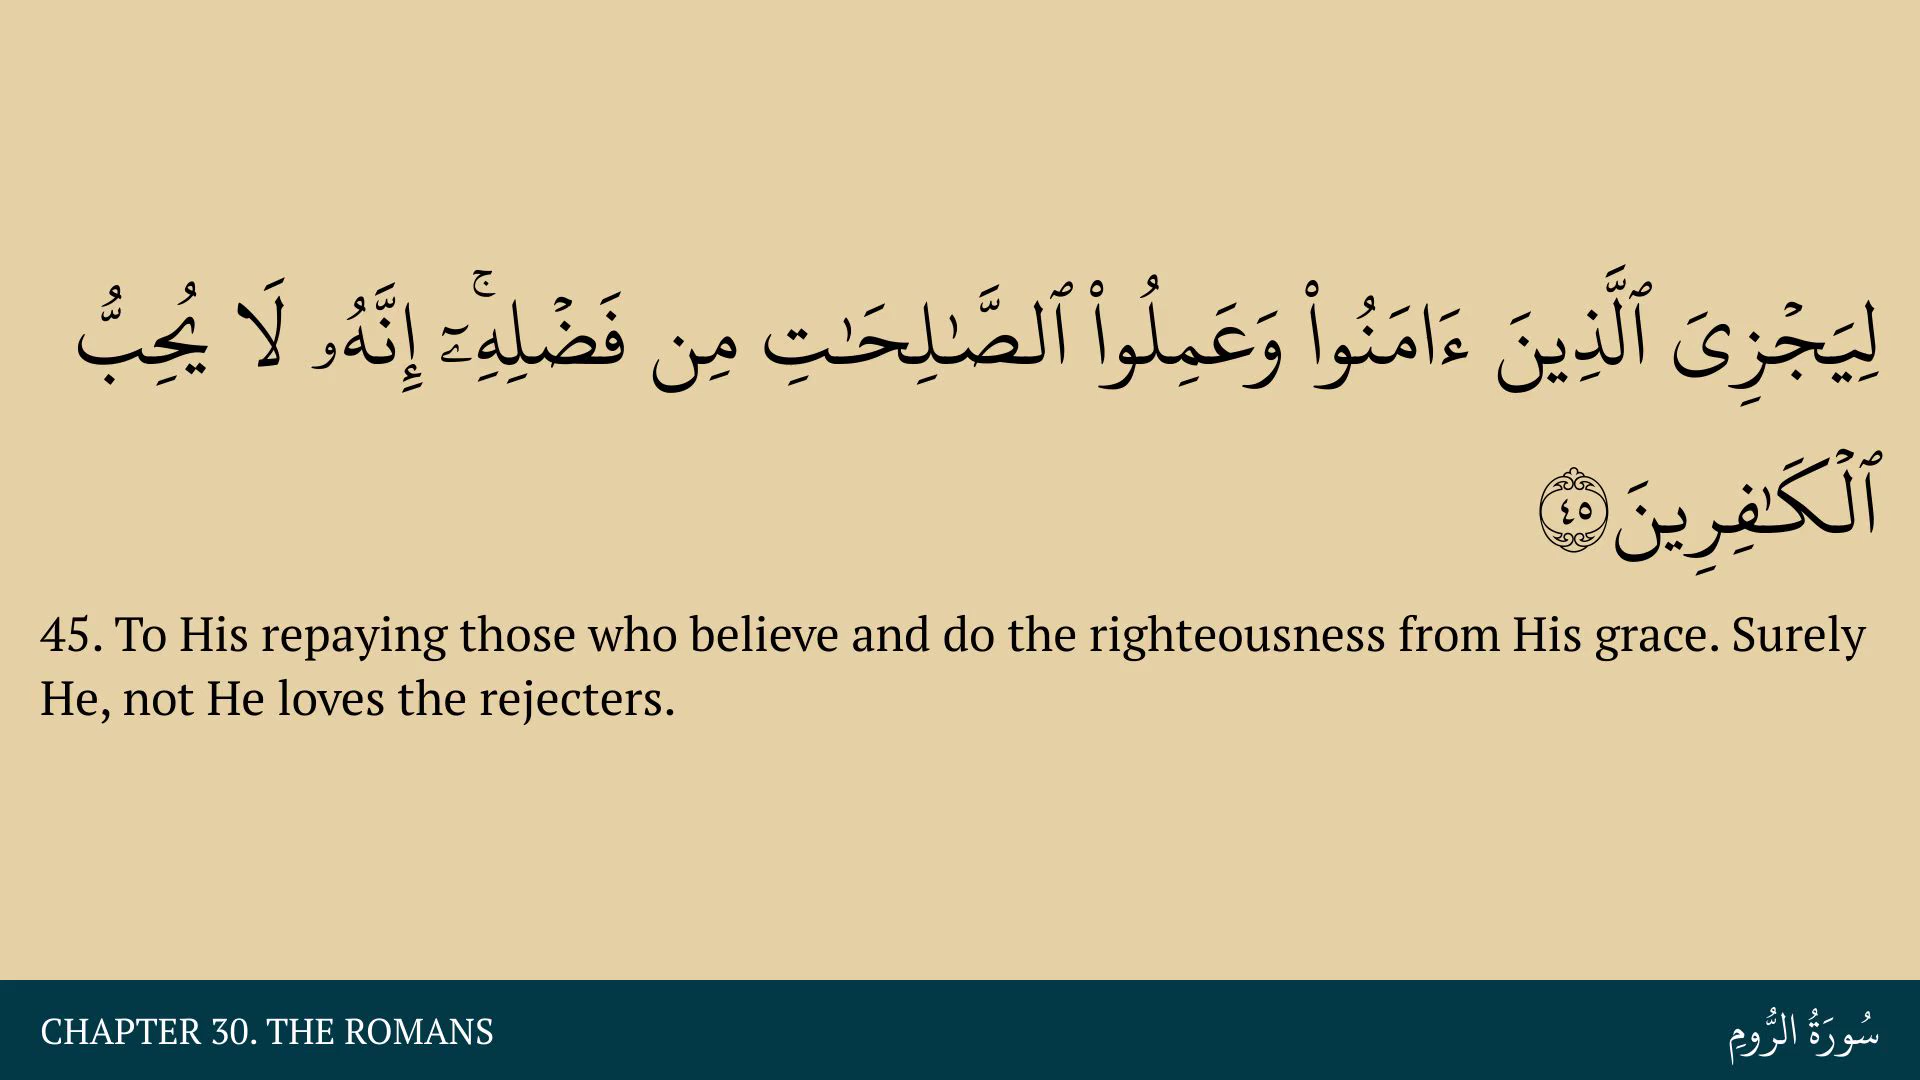 لِيَجْزِىَ ٱلَّذِينَ ءَامَنُوا۟ وَعَمِلُوا۟ ٱلصَّـٰلِحَـٰتِ مِن فَضْلِهِۦٓ ۚ إِنَّهُۥ لَا يُحِبُّ
ٱلْكَـٰفِرِينَ ٤٥
45. To His repaying those who believe and do the righteousness from His grace. Surely
He, not He loves the rejecters.
CHAPTER 30. THE ROMANS
سُورَةُ الرُّومِ